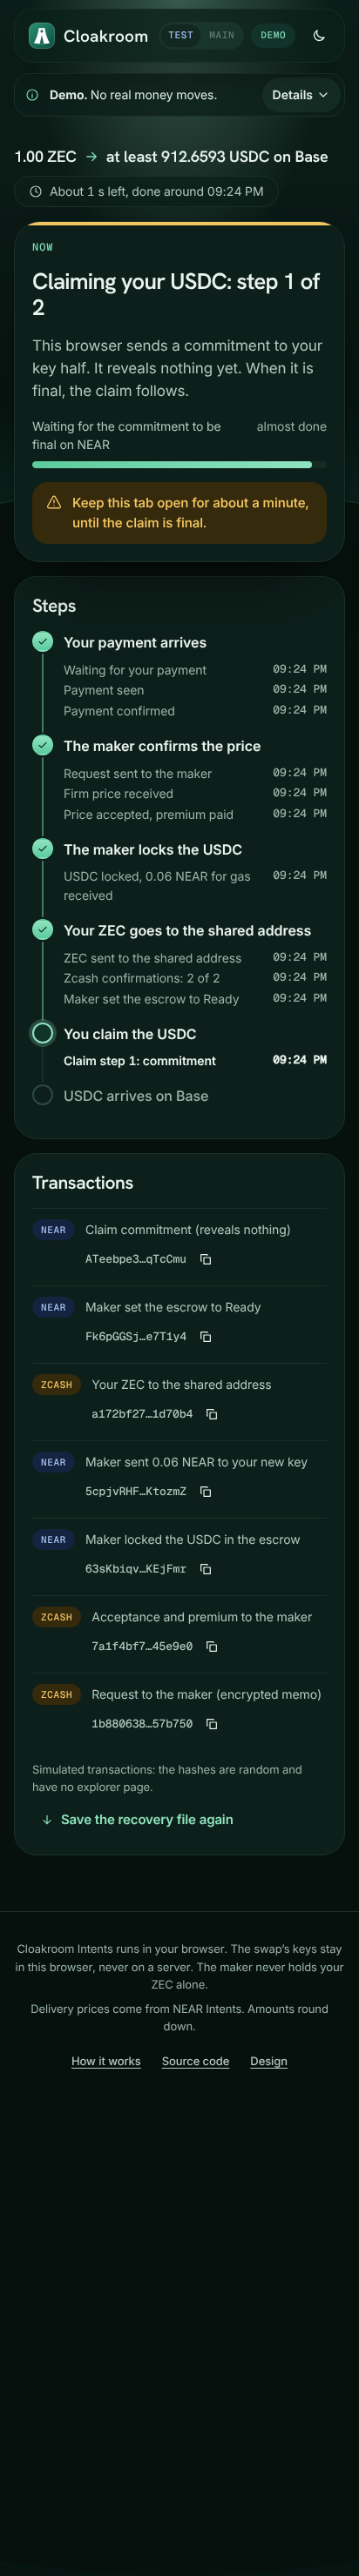 Cloakroom TEST MAIN DEMO
Demo. No real money moves. Details
1.00 ZEC → at least 912.6593 USDC on Base
About 1 s left, done around 09:24 PM
NOW
Claiming your USDC: step 1 of
2
This browser sends a commitment to your
key half. It reveals nothing yet. When it is
final, the claim follows.
Waiting for the commitment to be almost done
final on NEAR
Keep this tab open for about a minute,
until the claim is final.
Steps
Your payment arrives
Waiting for your payment 09:24 PM
Payment seen 09:24 PM
Payment confirmed 09:24 PM
The maker confirms the price
Request sent to the maker 09:24 PM
Firm price received 09:24 PM
Price accepted, premium paid 09:24 PM
The maker locks the USDC
USDC locked, 0.06 NEAR for gas 09:24 PM
received
Your ZEC goes to the shared address
ZEC sent to the shared address 09:24 PM
Zcash confirmations: 2 of 2 09:24 PM
Maker set the escrow to Ready 09:24 PM
You claim the USDC
Claim step 1: commitment 09:24 PM
USDC arrives on Base
Transactions
NEAR Claim commitment (reveals nothing)
ATeebpe3…qTcCmu
NEAR Maker set the escrow to Ready
Fk6pGGSj…e7T1y4
ZCASH Your ZEC to the shared address
a172bf27…1d70b4
NEAR Maker sent 0.06 NEAR to your new key
5cpjvRHF…KtozmZ
NEAR Maker locked the USDC in the escrow
63sKbiqv…KEjFmr
ZCASH Acceptance and premium to the maker
7a1f4bf7…45e9e0
ZCASH Request to the maker (encrypted memo)
1b880638…57b750
Simulated transactions: the hashes are random and
have no explorer page.
↓ Save the recovery file again
Cloakroom Intents runs in your browser. The swap's keys stay
in this browser, never on a server. The maker never holds your
ZEC alone.
Delivery prices come from NEAR Intents. Amounts round
down.
How it works Source code Design